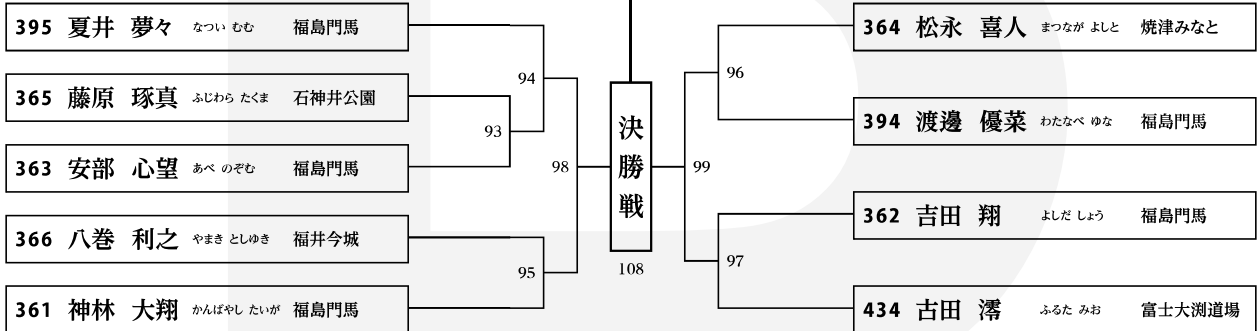 395 夏井 夢々 なつい むむ 福島門馬
365 藤原 琢真 ふじわら たくま 石神井公園
363 安部 心望 あべ のぞむ 福島門馬
366 八巻 利之 やまき としゆき 福井今城
361 神林 大翔 かんばやし たいが 福島門馬
94
93
98
95
決勝戦
108
96
99
97
364 松永 喜人 まつなが よしと 焼津みなと
394 渡邊 優菜 わたなべ ゆな 福島門馬
362 吉田 翔 よしだ しょう 福島門馬
434 古田 澪 ふるた みお 富士大渕道場